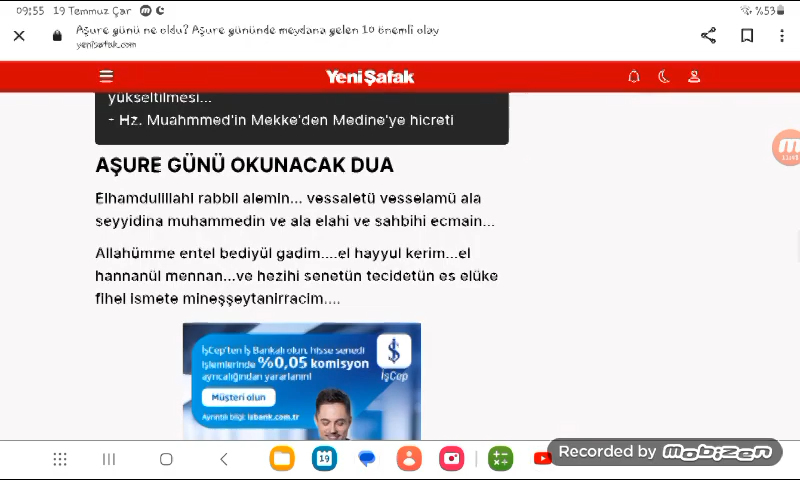 09:55 19 Temmuz Çar
%53
Aşure günü ne oldu? Aşure gününde meydana gelen 10 önemli olay
yenisafak.com
YeniŞafak
yükseltilmesi...
- Hz. Muahmmed'in Mekke'den Medine'ye hicreti
AŞURE GÜNÜ OKUNACAK DUA
Elhamdulillahi rabbil alemin... vessaletü vesselamü ala
seyyidina muhammedin ve ala elahi ve sahbihi ecmain...
Allahümme entel bediyül gadim....el hayyul kerim...el
hannanül mennan...ve hezihi senetün tecidetün es elüke
fihel ismete mineşşeytanirracim....
İşCep'ten İş Bankalı olun, hisse senedi
işlemlerinde %0,05 komisyon
ayrıcalığından yararlanın!
İşCep
Müşteri olun
Ayrıntılı bilgi: isbank.com.tr
19
Recorded by MOBIZEN